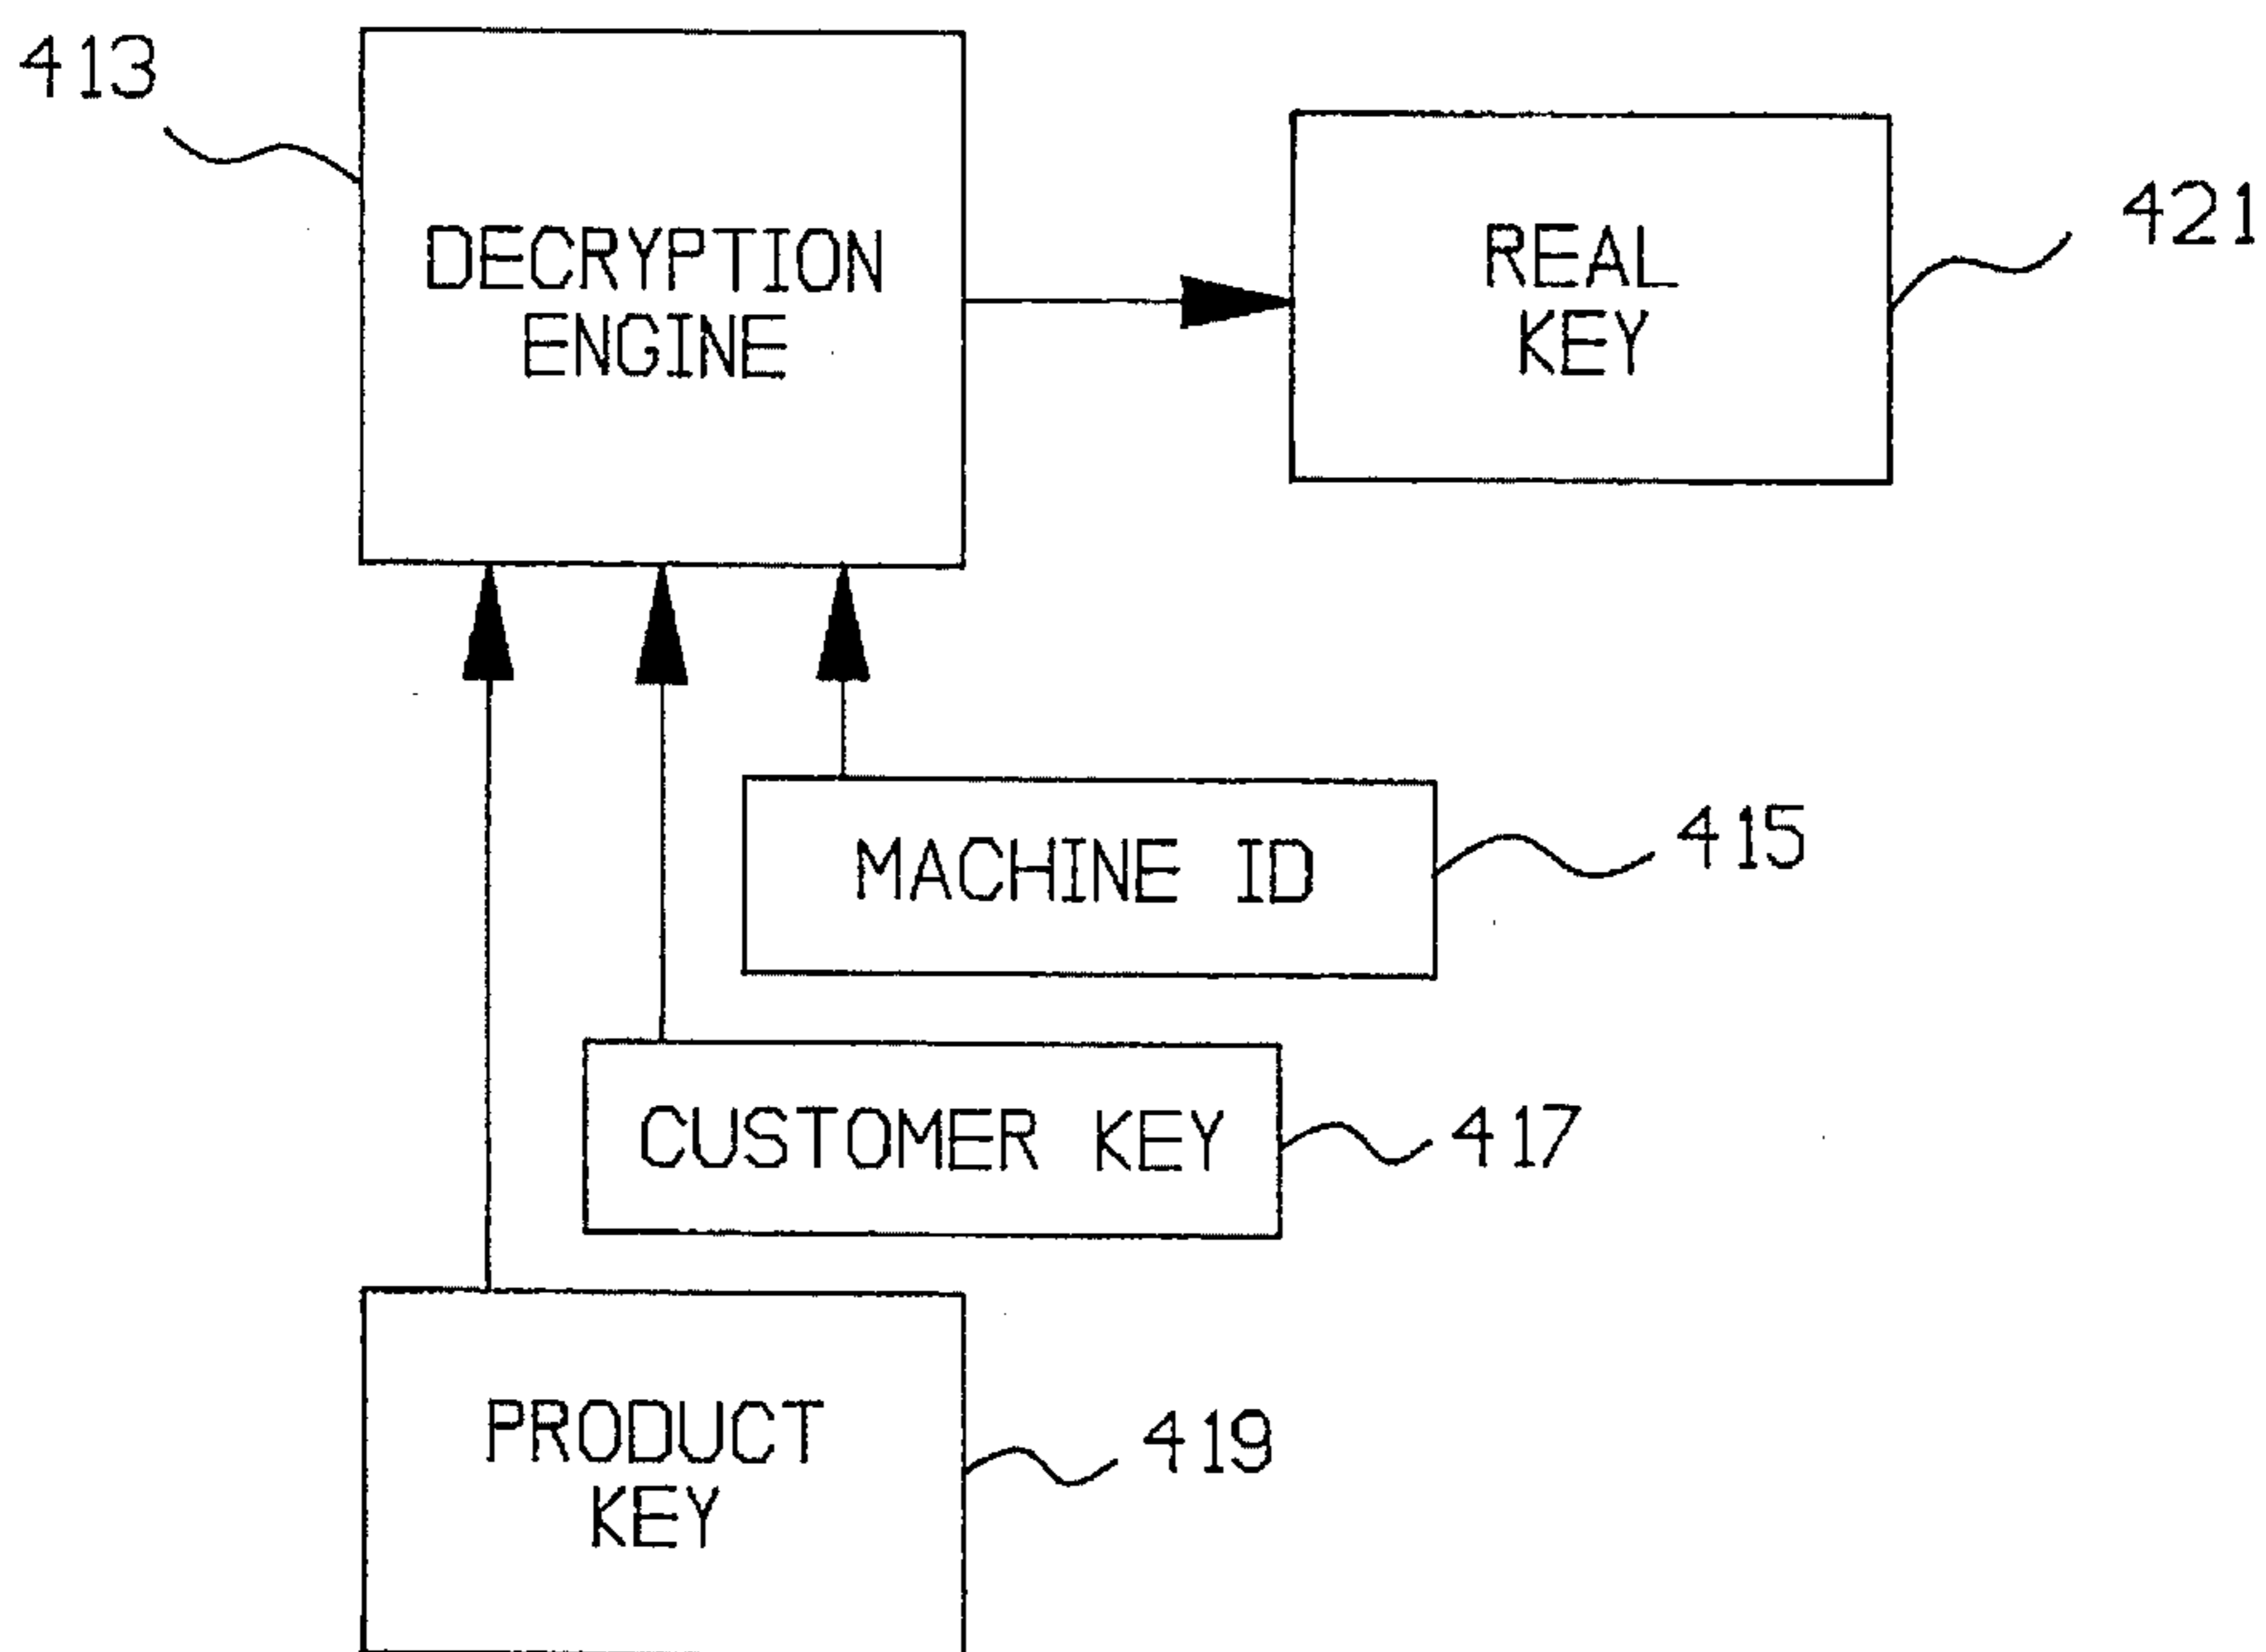 413
DECRYPTION
ENGINE
REAL
KEY
421
MACHINE ID
415
CUSTOMER KEY
417
PRODUCT
KEY
419